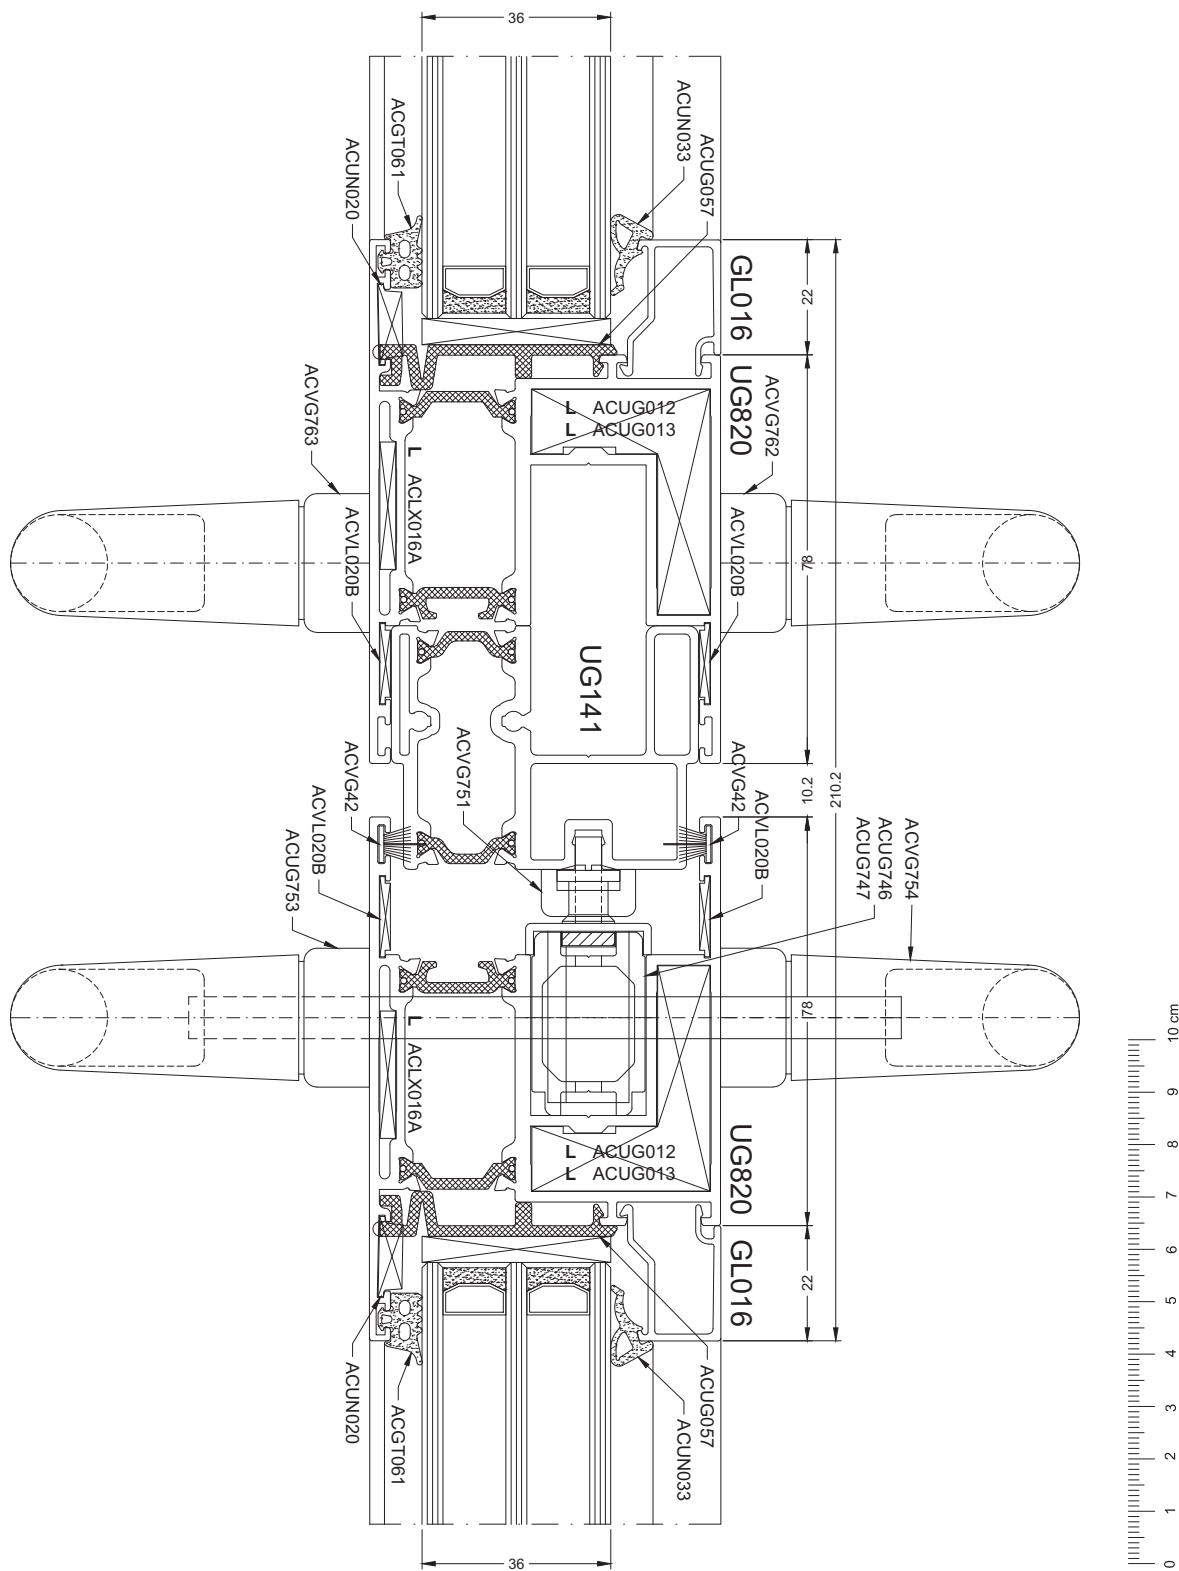 36
ACGT061
ACUN020
ACUG057
ACUN033
GL016
22
UG820
ACVG763
ACVG762
L ACUG012
L ACUG013
L ACLX016A
ACVL020B
ACVL020B
78
UG141
ACVG751
ACVG42
ACVG42
10.2
210.2
ACVL020B
ACUG753
ACVL020B
ACVG754
ACUG746
ACUG747
78
L ACLX016A
L ACUG012
L ACUG013
UG820
GL016
22
ACUN020
ACGT061
ACUG057
ACUN033
36
10 cm
9
8
7
6
5
4
3
2
1
0